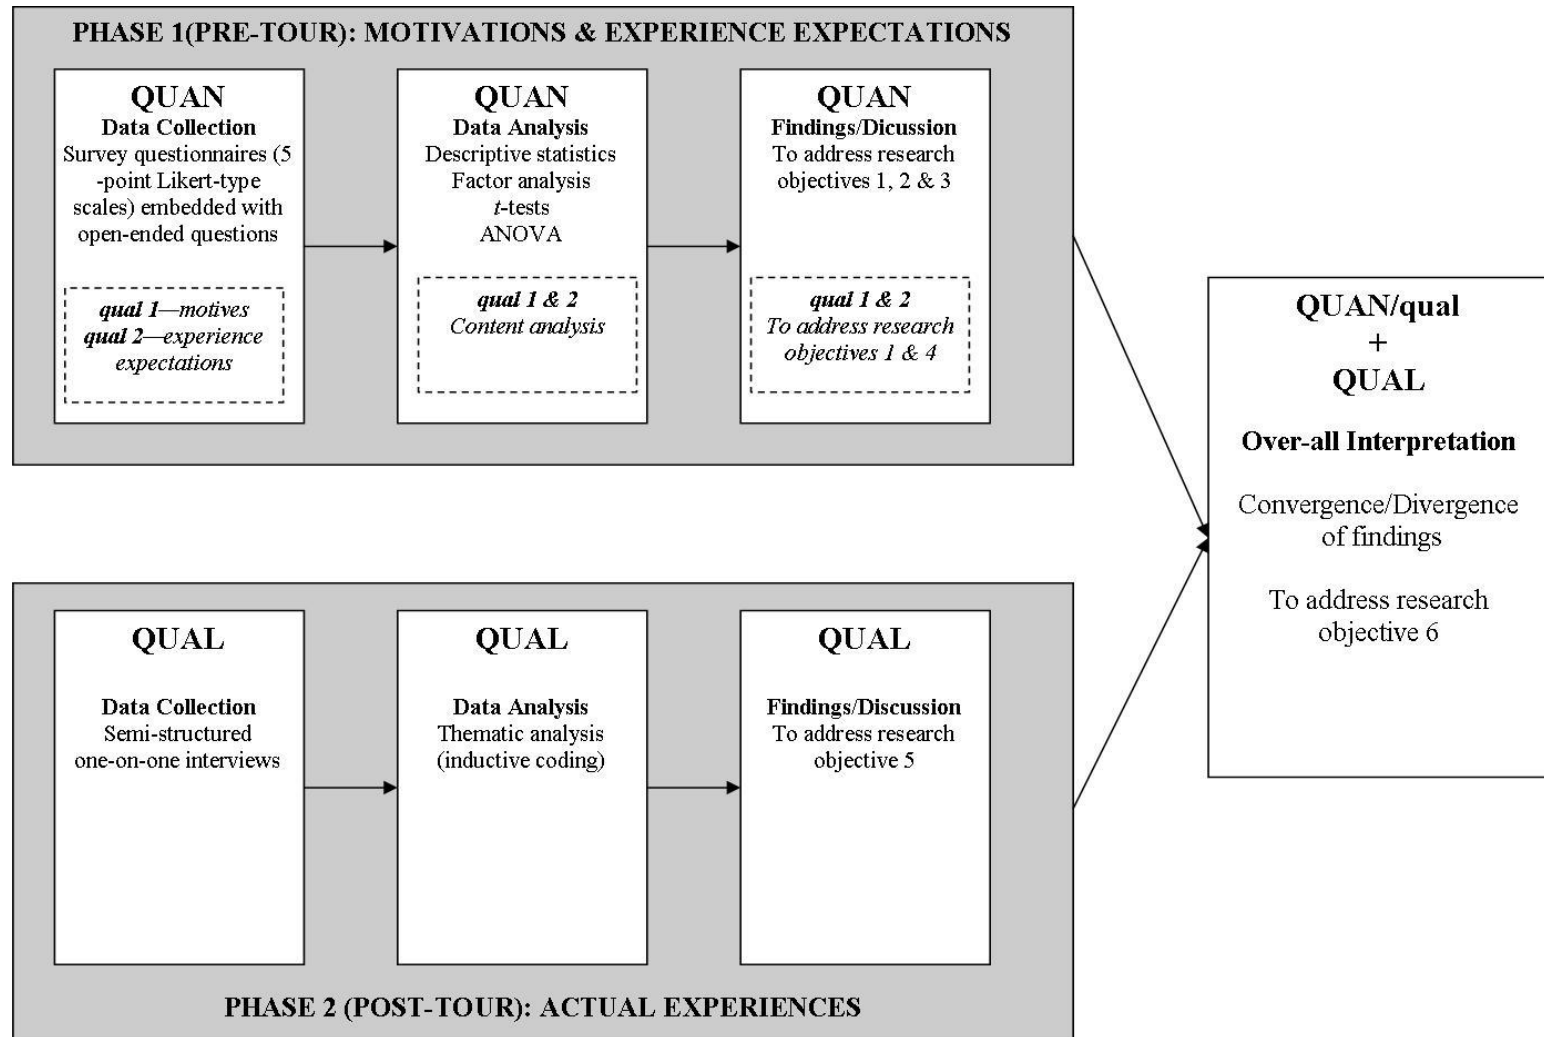 PHASE 1(PRE-TOUR): MOTIVATIONS & EXPERIENCE EXPECTATIONS
QUAN
Data Collection
Survey questionnaires (5
-point Likert-type
scales) embedded with
open-ended questions
qual 1—motives
qual 2—experience
expectations
QUAN
Data Analysis
Descriptive statistics
Factor analysis
t-tests
ANOVA
qual 1 & 2
Content analysis
QUAN
Findings/Dicussion
To address research
objectives 1, 2 & 3
qual 1 & 2
To address research
objectives 1 & 4
QUAL
Data Collection
Semi-structured
one-on-one interviews
QUAL
Data Analysis
Thematic analysis
(inductive coding)
QUAL
Findings/Discussion
To address research
objective 5
PHASE 2 (POST-TOUR): ACTUAL EXPERIENCES
QUAN/qual
+
QUAL
Over-all Interpretation
Convergence/Divergence
of findings
To address research
objective 6